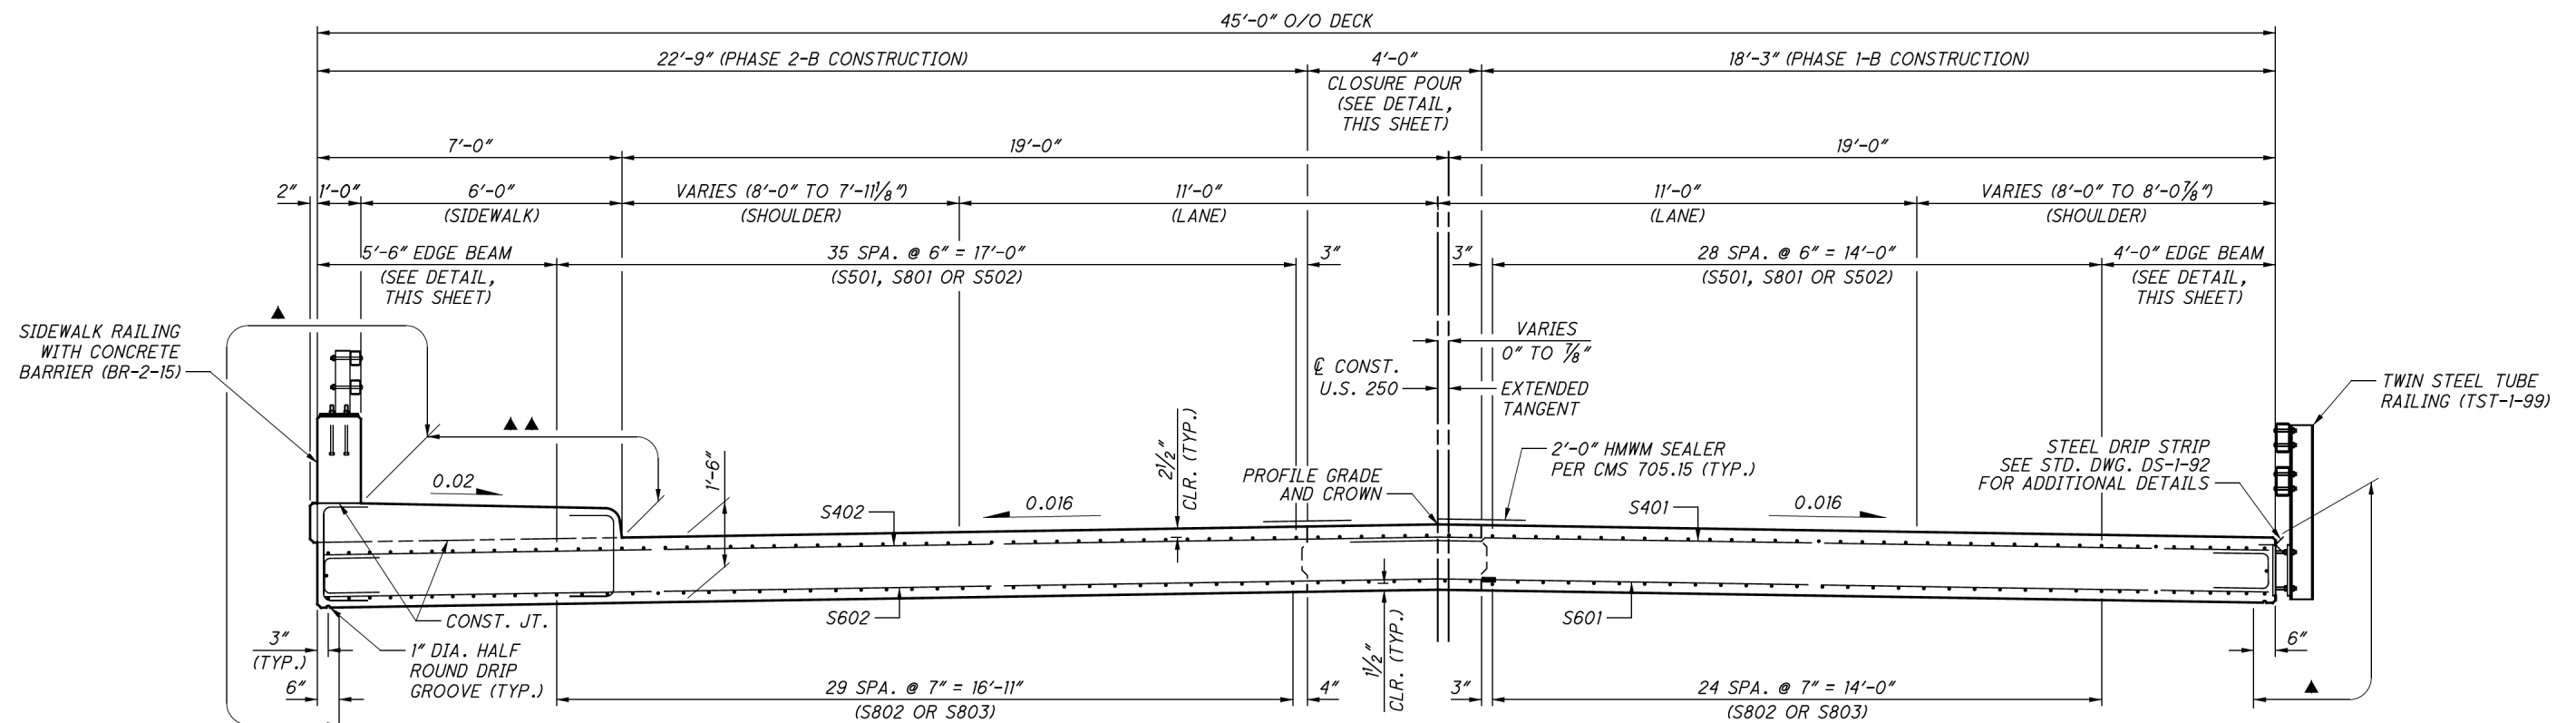 45'-0" O/O DECK
22'-9" (PHASE 2-B CONSTRUCTION)
4'-0"
18'-3" (PHASE 1-B CONSTRUCTION)
CLOSURE POUR
(SEE DETAIL,
THIS SHEET)
7'-0"
19'-0"
19'-0"
2"
1'-0"
6'-0"
(SIDEWALK)
VARIES (8'-0" TO 7'-11⅛")
(SHOULDER)
11'-0"
(LANE)
11'-0"
(LANE)
VARIES (8'-0" TO 8'-0⅞")
(SHOULDER)
5'-6" EDGE BEAM
(SEE DETAIL,
THIS SHEET)
35 SPA. @ 6" = 17'-0"
(S501, S801 OR S502)
3"
3"
28 SPA. @ 6" = 14'-0"
(S501, S801 OR S502)
4'-0" EDGE BEAM
(SEE DETAIL,
THIS SHEET)
SIDEWALK RAILING
WITH CONCRETE
BARRIER (BR-2-15)
VARIES
0" TO ⅞"
℄ CONST.
U.S. 250
EXTENDED
TANGENT
TWIN STEEL TUBE
RAILING (TST-1-99)
2½"
CLR. (TYP.)
1'-6"
PROFILE GRADE
AND CROWN
2'-0" HMWM SEALER
PER CMS 705.15 (TYP.)
STEEL DRIP STRIP
SEE STD. DWG. DS-1-92
FOR ADDITIONAL DETAILS
0.02
S402
0.016
S401
0.016
CONST. JT.
S602
S601
3"
(TYP.)
1" DIA. HALF
ROUND DRIP
GROOVE (TYP.)
6"
1½"
CLR. (TYP.)
6"
29 SPA. @ 7" = 16'-11"
(S802 OR S803)
4"
3"
24 SPA. @ 7" = 14'-0"
(S802 OR S803)